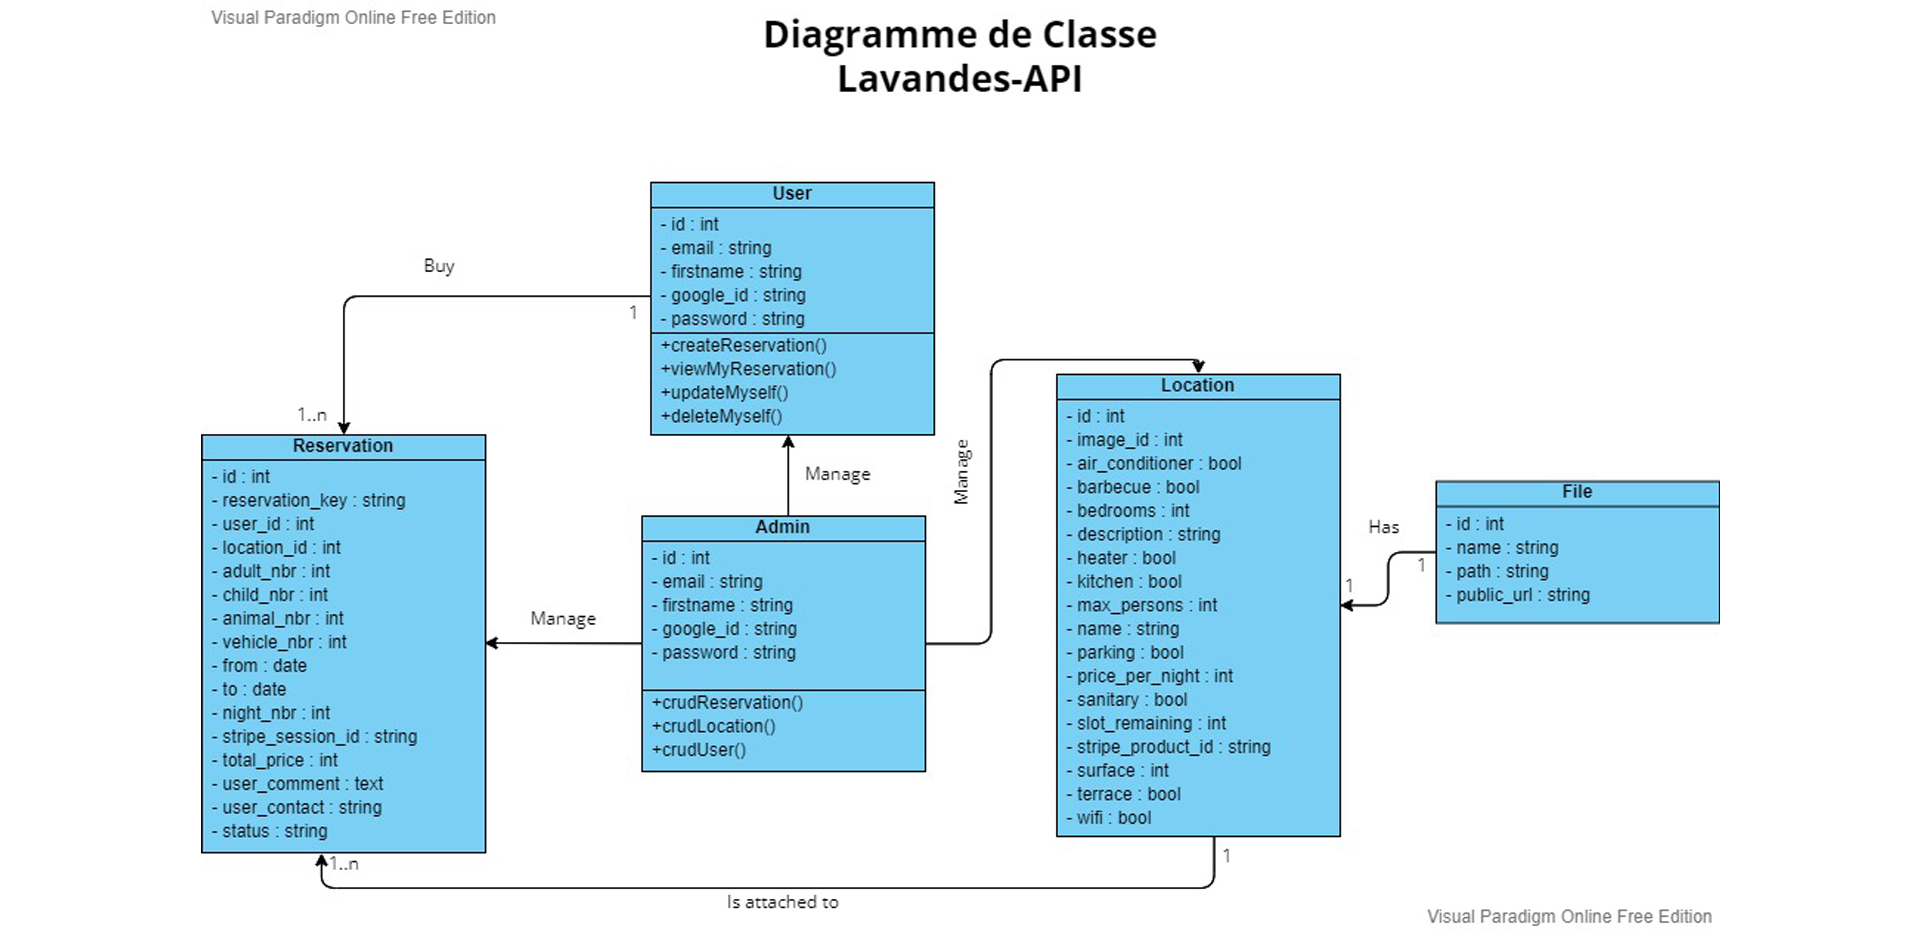 Visual Paradigm Online Free Edition
Diagramme de Classe
Lavandes-API
User
- id : int
- email : string
- firstname : string
- google_id : string
- password : string
+createReservation()
+viewMyReservation()
+updateMyself()
+deleteMyself()
Buy
1
1..n
Reservation
- id : int
- reservation_key : string
- user_id : int
- location_id : int
- adult_nbr : int
- child_nbr : int
- animal_nbr : int
- vehicle_nbr : int
- from : date
- to : date
- night_nbr : int
- stripe_session_id : string
- total_price : int
- user_comment : text
- user_contact : string
- status : string
1..n
Manage
Manage
Admin
- id : int
- email : string
- firstname : string
- google_id : string
- password : string
+crudReservation()
+crudLocation()
+crudUser()
Manage
Location
- id : int
- image_id : int
- air_conditioner : bool
- barbecue : bool
- bedrooms : int
- description : string
- heater : bool
- kitchen : bool
- max_persons : int
- name : string
- parking : bool
- price_per_night : int
- sanitary : bool
- slot_remaining : int
- stripe_product_id : string
- surface : int
- terrace : bool
- wifi : bool
1
Is attached to
Has
1
1
File
- id : int
- name : string
- path : string
- public_url : string
Visual Paradigm Online Free Edition